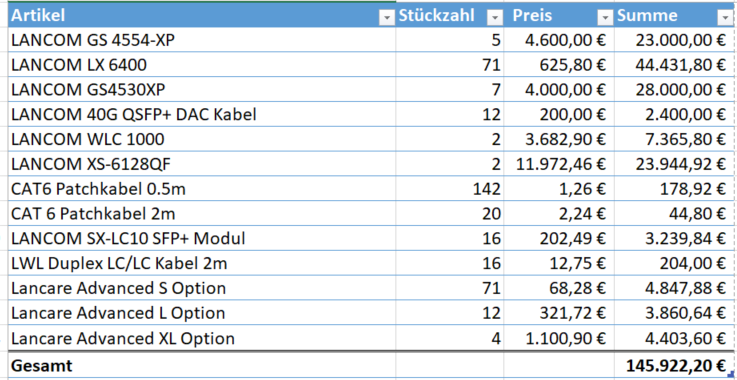 Artikel Stückzahl Preis Summe
LANCOM GS 4554-XP 5 4.600,00 € 23.000,00 €
LANCOM LX 6400 71 625,80 € 44.431,80 €
LANCOM GS4530XP 7 4.000,00 € 28.000,00 €
LANCOM 40G QSFP+ DAC Kabel 12 200,00 € 2.400,00 €
LANCOM WLC 1000 2 3.682,90 € 7.365,80 €
LANCOM XS-6128QF 2 11.972,46 € 23.944,92 €
CAT6 Patchkabel 0.5m 142 1,26 € 178,92 €
CAT 6 Patchkabel 2m 20 2,24 € 44,80 €
LANCOM SX-LC10 SFP+ Modul 16 202,49 € 3.239,84 €
LWL Duplex LC/LC Kabel 2m 16 12,75 € 204,00 €
Lancare Advanced S Option 71 68,28 € 4.847,88 €
Lancare Advanced L Option 12 321,72 € 3.860,64 €
Lancare Advanced XL Option 4 1.100,90 € 4.403,60 €
Gesamt 145.922,20 €